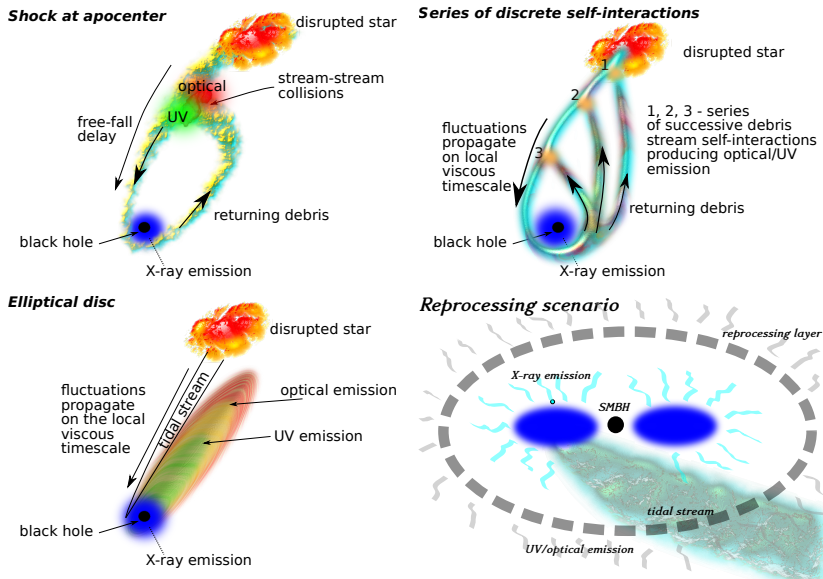 Shock at apocenter
disrupted star
optical
stream-stream
collisions
UV
free-fall
delay
returning debris
black hole
X-ray emission
Series of discrete self-interactions
disrupted star
1
2
3
fluctuations
propagate
on local
viscous
timescale
1, 2, 3 - series
of successive debris
stream self-interactions
producing optical/UV
emission
returning debris
black hole
X-ray emission
Elliptical disc
disrupted star
fluctuations
propagate
on the local
viscous
timescale
tidal stream
optical emission
UV emission
black hole
X-ray emission
Reprocessing scenario
reprocessing layer
X-ray emission
SMBH
tidal stream
UV/optical emission